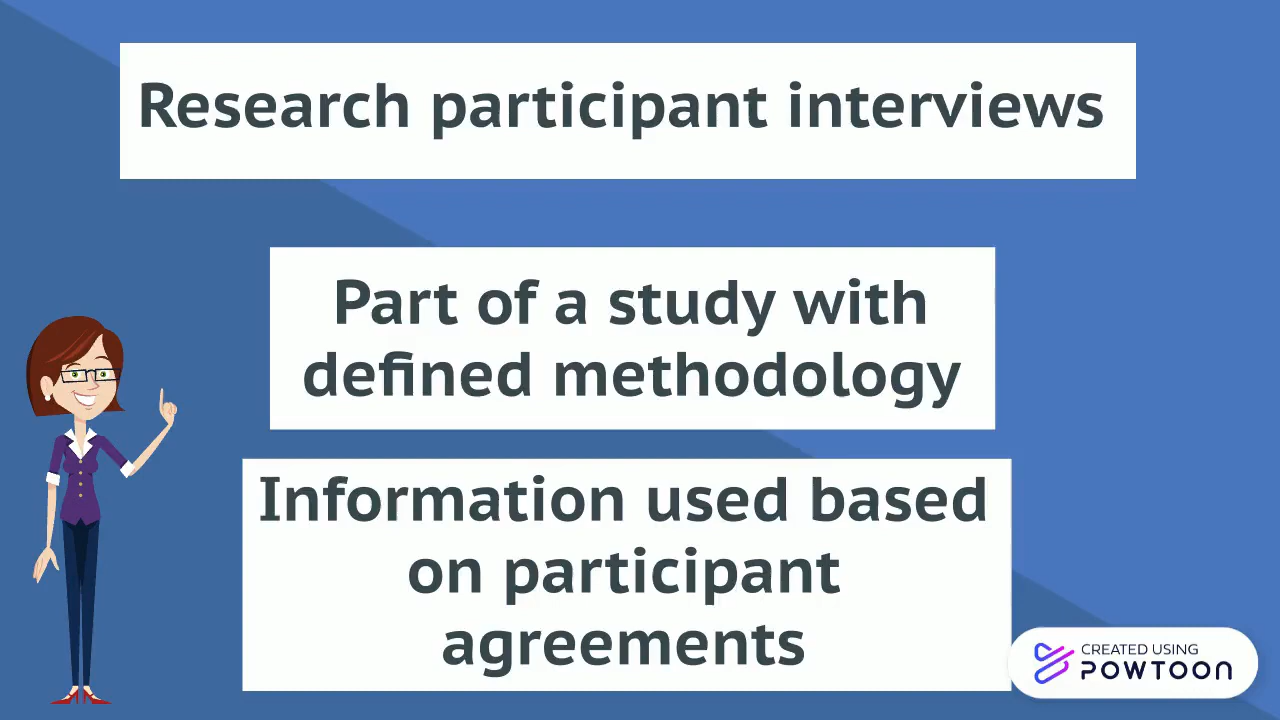 Research participant interviews
Part of a study with
defined methodology
Information used based
on participant
agreements
CREATED USING
POWTOON